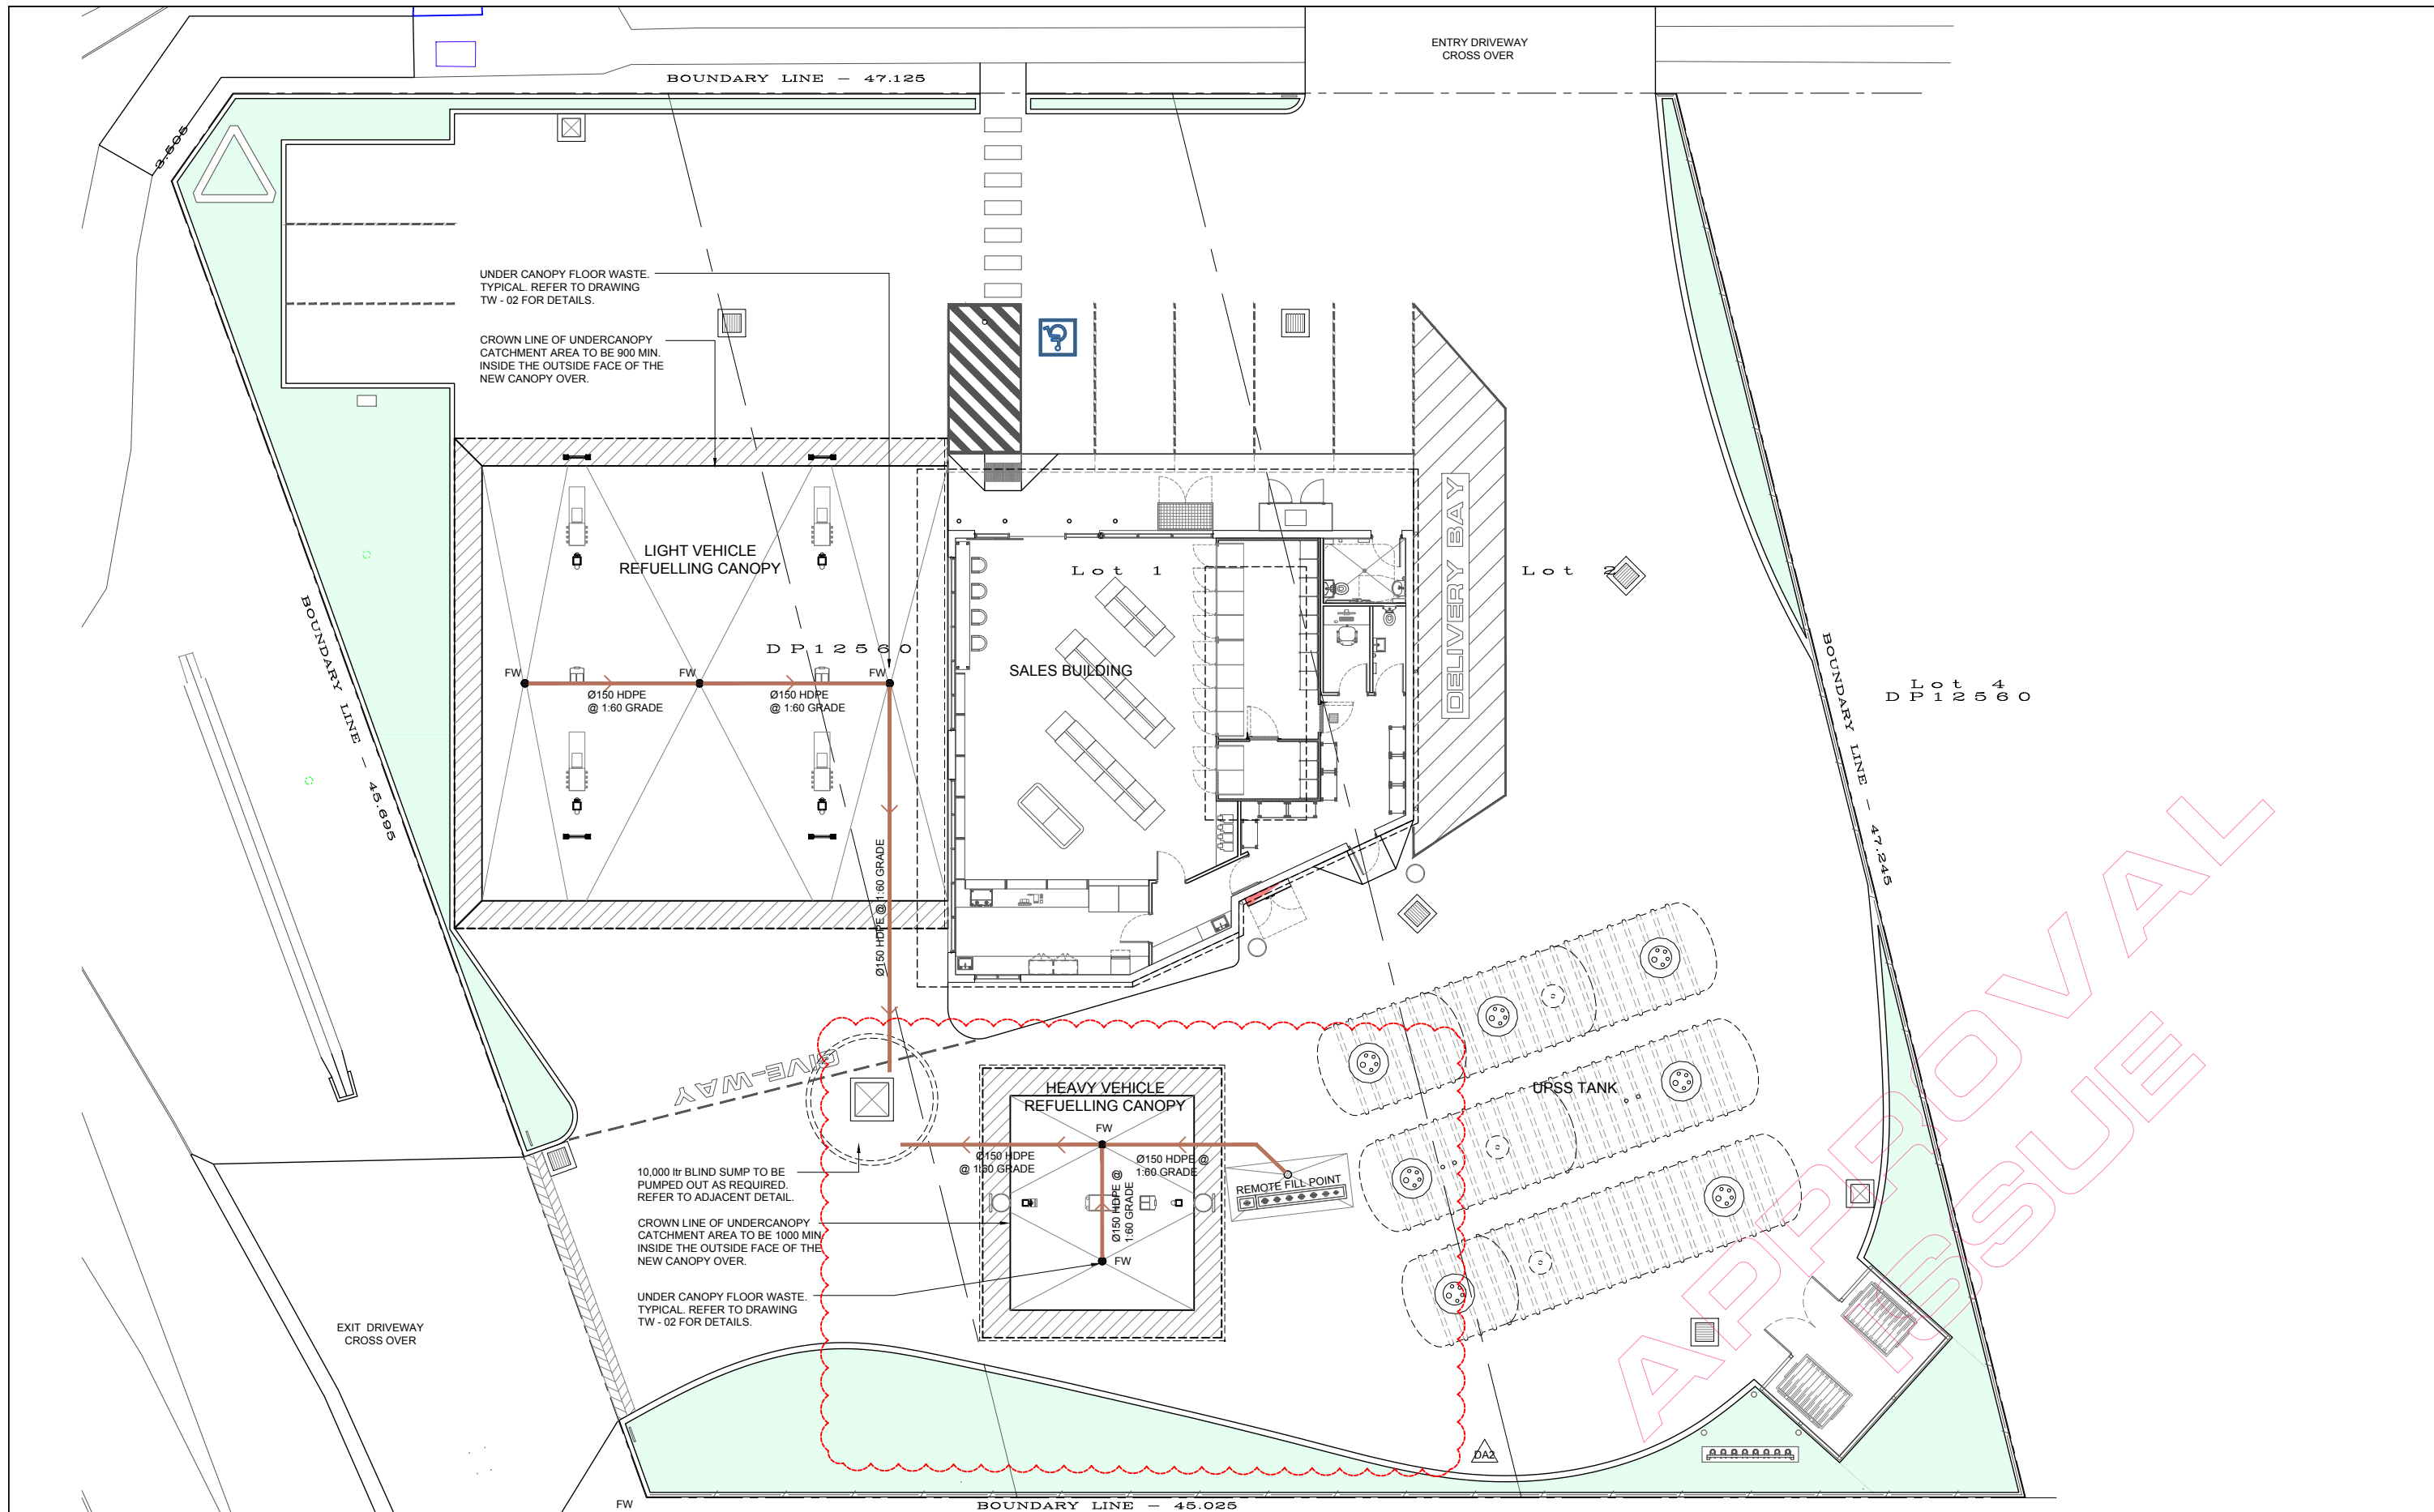 ENTRY DRIVEWAY
CROSS OVER
BOUNDARY LINE - 47.125
3.505
UNDER CANOPY FLOOR WASTE.
TYPICAL. REFER TO DRAWING
TW - 02 FOR DETAILS.
CROWN LINE OF UNDERCANOPY
CATCHMENT AREA TO BE 900 MIN.
INSIDE THE OUTSIDE FACE OF THE
NEW CANOPY OVER.
LIGHT VEHICLE
REFUELLING CANOPY
Lot 1
Lot 2
DELIVERY BAY
DP12560
SALES BUILDING
FW
FW
FW
Ø150 HDPE
@ 1:60 GRADE
Ø150 HDPE
@ 1:60 GRADE
Lot 4
DP12560
BOUNDARY LINE - 45.695
BOUNDARY LINE - 47.245
Ø150 HDPE @ 1:60 GRADE
GIVE-WAY
HEAVY VEHICLE
REFUELLING CANOPY
UPSS TANK
FW
Ø150 HDPE
@ 1:60 GRADE
Ø150 HDPE @
1:60 GRADE
Ø150 HDPE @
1:60 GRADE
REMOTE FILL POINT
10,000 ltr BLIND SUMP TO BE
PUMPED OUT AS REQUIRED.
REFER TO ADJACENT DETAIL.
CROWN LINE OF UNDERCANOPY
CATCHMENT AREA TO BE 1000 MIN
INSIDE THE OUTSIDE FACE OF THE
NEW CANOPY OVER.
FW
UNDER CANOPY FLOOR WASTE.
TYPICAL. REFER TO DRAWING
TW - 02 FOR DETAILS.
EXIT DRIVEWAY
CROSS OVER
APPROVAL
ISSUE
DA2
FW
BOUNDARY LINE - 45.025